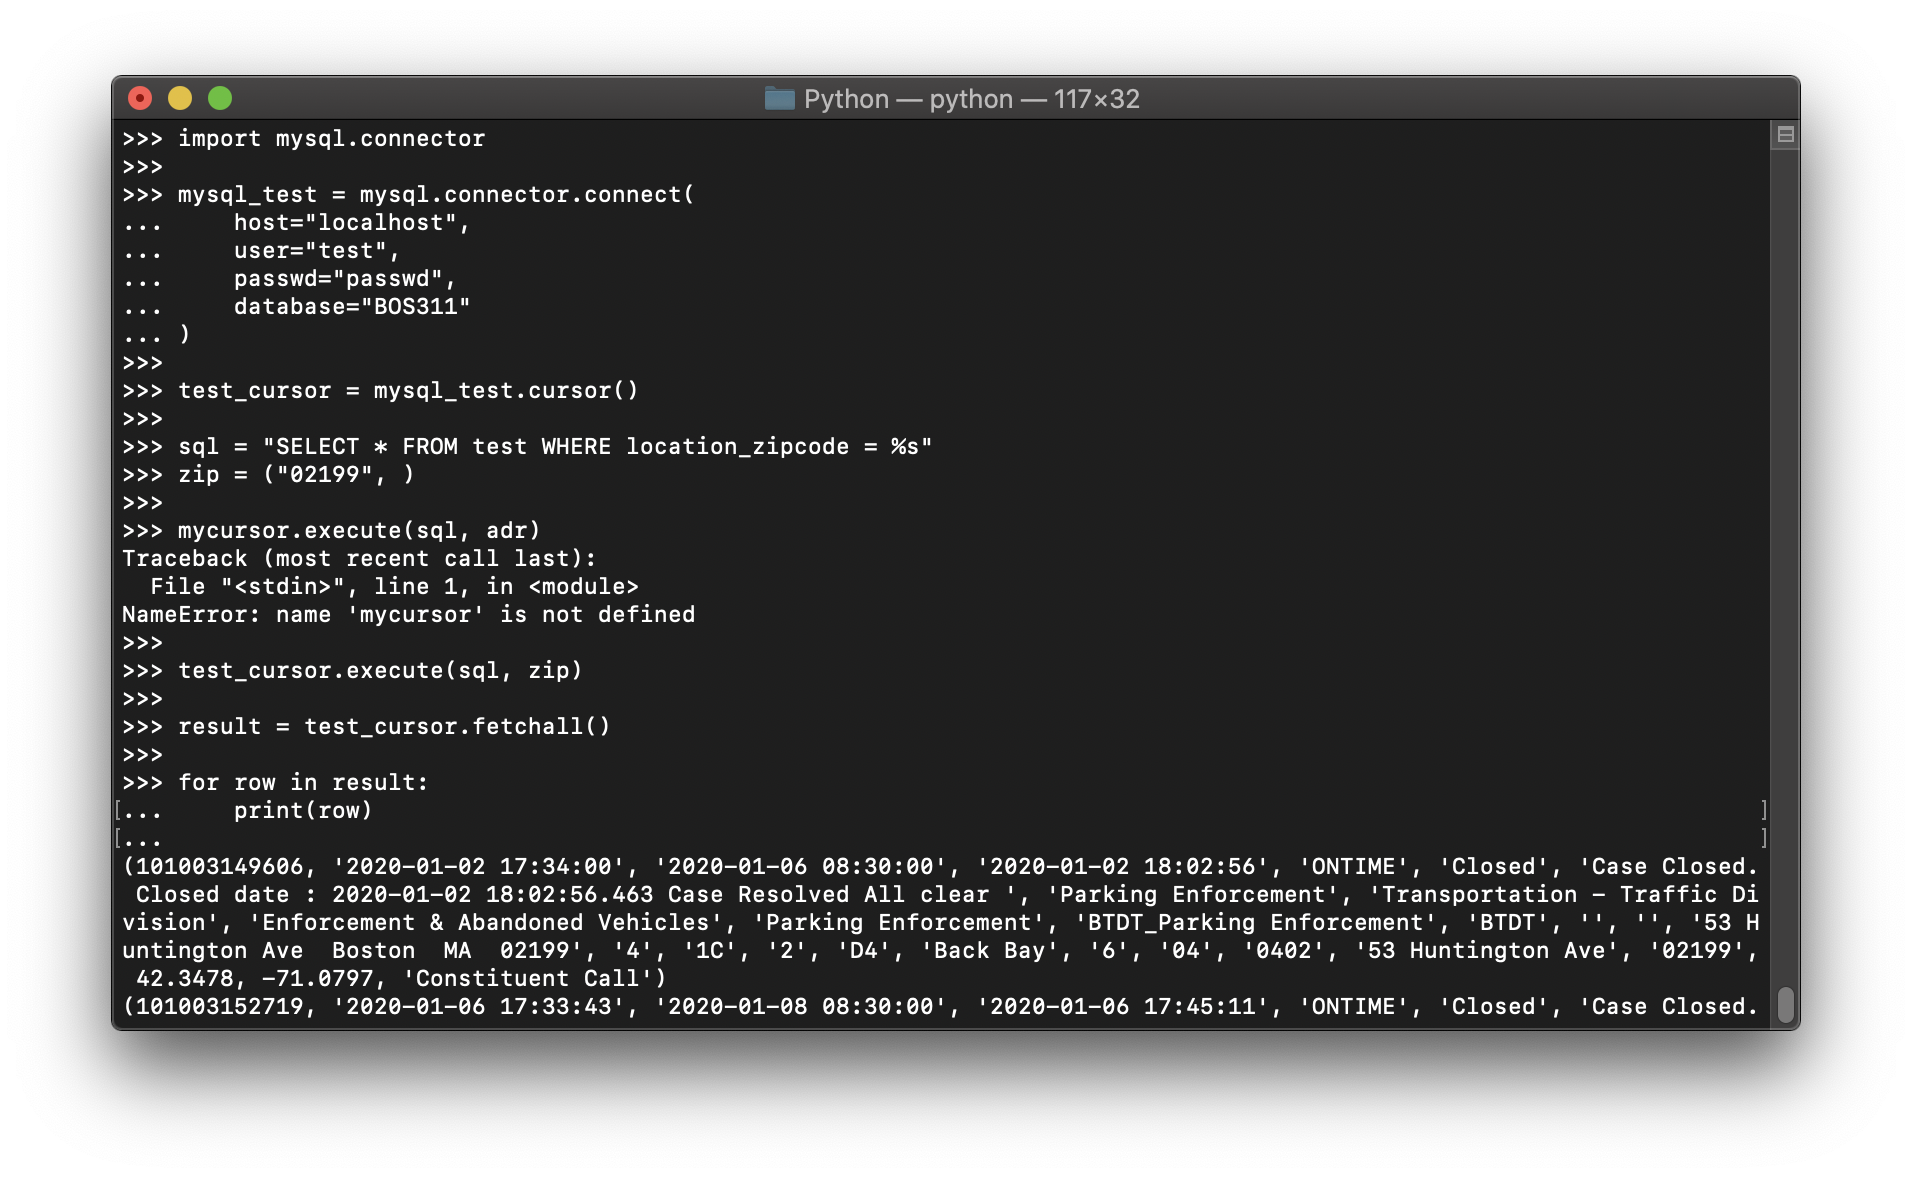 Python — python — 117×32
>>> import mysql.connector
>>>
>>> mysql_test = mysql.connector.connect(
...     host="localhost",
...     user="test",
...     passwd="passwd",
...     database="BOS311"
... )
>>>
>>> test_cursor = mysql_test.cursor()
>>>
>>> sql = "SELECT * FROM test WHERE location_zipcode = %s"
>>> zip = ("02199", )
>>>
>>> mycursor.execute(sql, adr)
Traceback (most recent call last):
  File "<stdin>", line 1, in <module>
NameError: name 'mycursor' is not defined
>>>
>>> test_cursor.execute(sql, zip)
>>>
>>> result = test_cursor.fetchall()
>>>
>>> for row in result:
[...     print(row) ]
[... ]
(101003149606, '2020-01-02 17:34:00', '2020-01-06 08:30:00', '2020-01-02 18:02:56', 'ONTIME', 'Closed', 'Case Closed.
 Closed date : 2020-01-02 18:02:56.463 Case Resolved All clear ', 'Parking Enforcement', 'Transportation - Traffic Di
vision', 'Enforcement & Abandoned Vehicles', 'Parking Enforcement', 'BTDT_Parking Enforcement', 'BTDT', '', '', '53 H
untington Ave  Boston  MA  02199', '4', '1C', '2', 'D4', 'Back Bay', '6', '04', '0402', '53 Huntington Ave', '02199',
 42.3478, -71.0797, 'Constituent Call')
(101003152719, '2020-01-06 17:33:43', '2020-01-08 08:30:00', '2020-01-06 17:45:11', 'ONTIME', 'Closed', 'Case Closed.